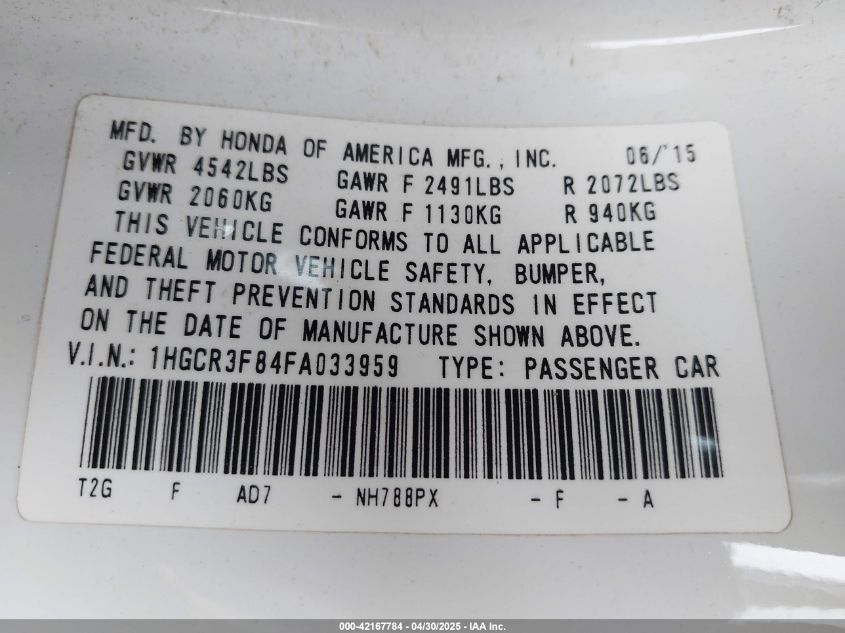 MFD. BY HONDA OF AMERICA MFG., INC. 06/'15
GVWR 4542LBS GAWR F 2491LBS R 2072LBS
GVWR 2060KG GAWR F 1130KG R 940KG
THIS VEHICLE CONFORMS TO ALL APPLICABLE
FEDERAL MOTOR VEHICLE SAFETY, BUMPER,
AND THEFT PREVENTION STANDARDS IN EFFECT
ON THE DATE OF MANUFACTURE SHOWN ABOVE.
V.I.N.: 1HGCR3F84FA033959 TYPE: PASSENGER CAR
T2G F AD7 - NH788PX - F - A
000-42167784 - 04/30/2025 - IAA Inc.